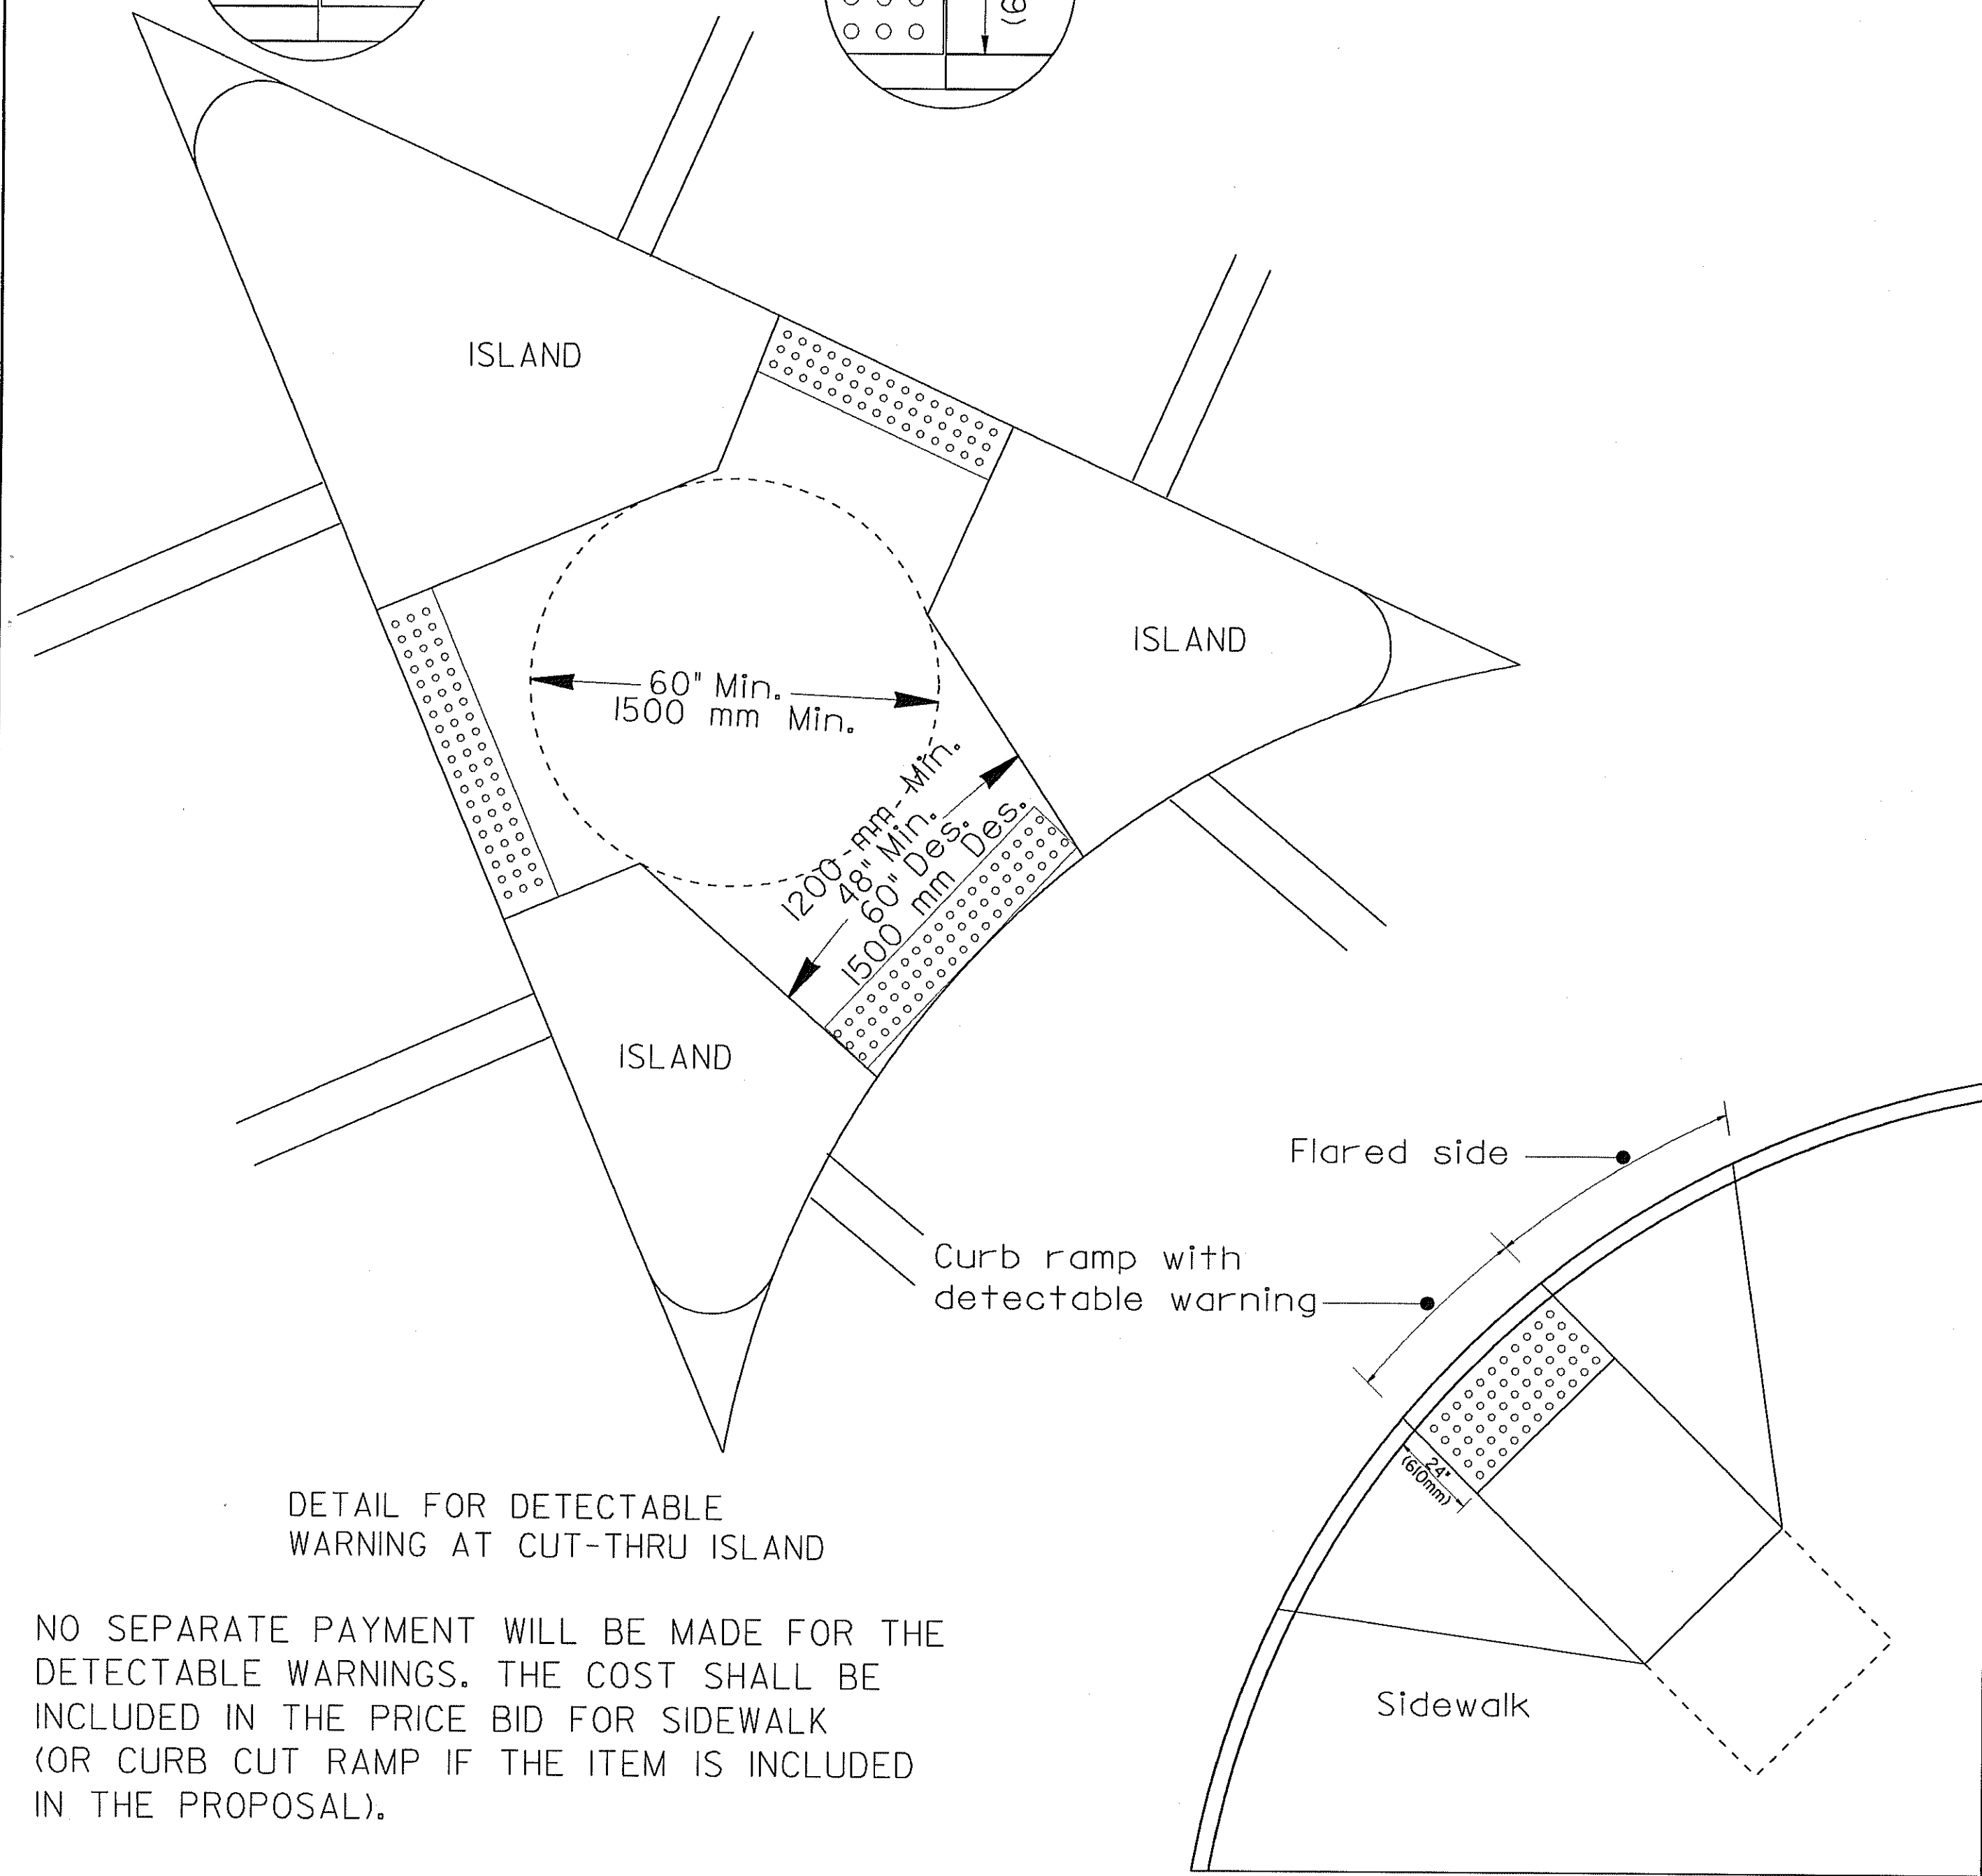 9)
ISLAND
ISLAND
60" Min.
1500 mm Min.
1200 mm Min.
48" Min.
60" Des.
1500 mm Des.
ISLAND
Flared side
Curb ramp with
detectable warning
24"
(610mm)
DETAIL FOR DETECTABLE
WARNING AT CUT-THRU ISLAND
NO SEPARATE PAYMENT WILL BE MADE FOR THE
DETECTABLE WARNINGS. THE COST SHALL BE
INCLUDED IN THE PRICE BID FOR SIDEWALK
(OR CURB CUT RAMP IF THE ITEM IS INCLUDED
IN THE PROPOSAL).
Sidewalk